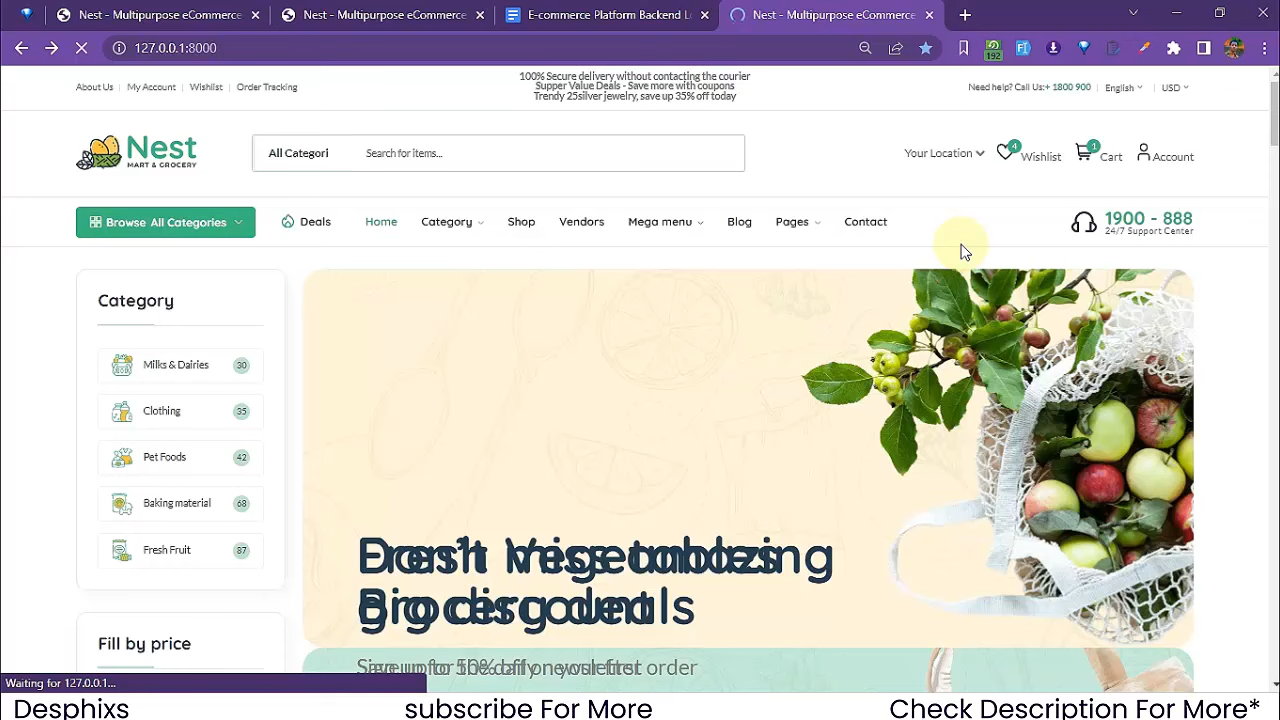 Nest - Multipurpose eCommerce
Nest - Multipurpose eCommerce
E-commerce Platform Backend L
Nest - Multipurpose eCommerce
127.0.0.1:8000
192
About Us
My Account
Wishlist
Order Tracking
100% Secure delivery without contacting the courier
Supper Value Deals - Save more with coupons
Trendy 25silver jewelry, save up 35% off today
Need help? Call Us:+ 1800 900
English
USD
Nest
MART & GROCERY
All Categori
Search for items...
Your Location
4
Wishlist
1
Cart
Account
Browse All Categories
Deals
Home
Category
Shop
Vendors
Mega menu
Blog
Pages
Contact
1900 - 888
24/7 Support Center
Category
Milks & Dairies 30
Clothing 35
Pet Foods 42
Baking material 68
Fresh Fruit 87
Fill by price
Waiting for 127.0.0.1...
Desphixs
subscribe For More
Check Description For More*